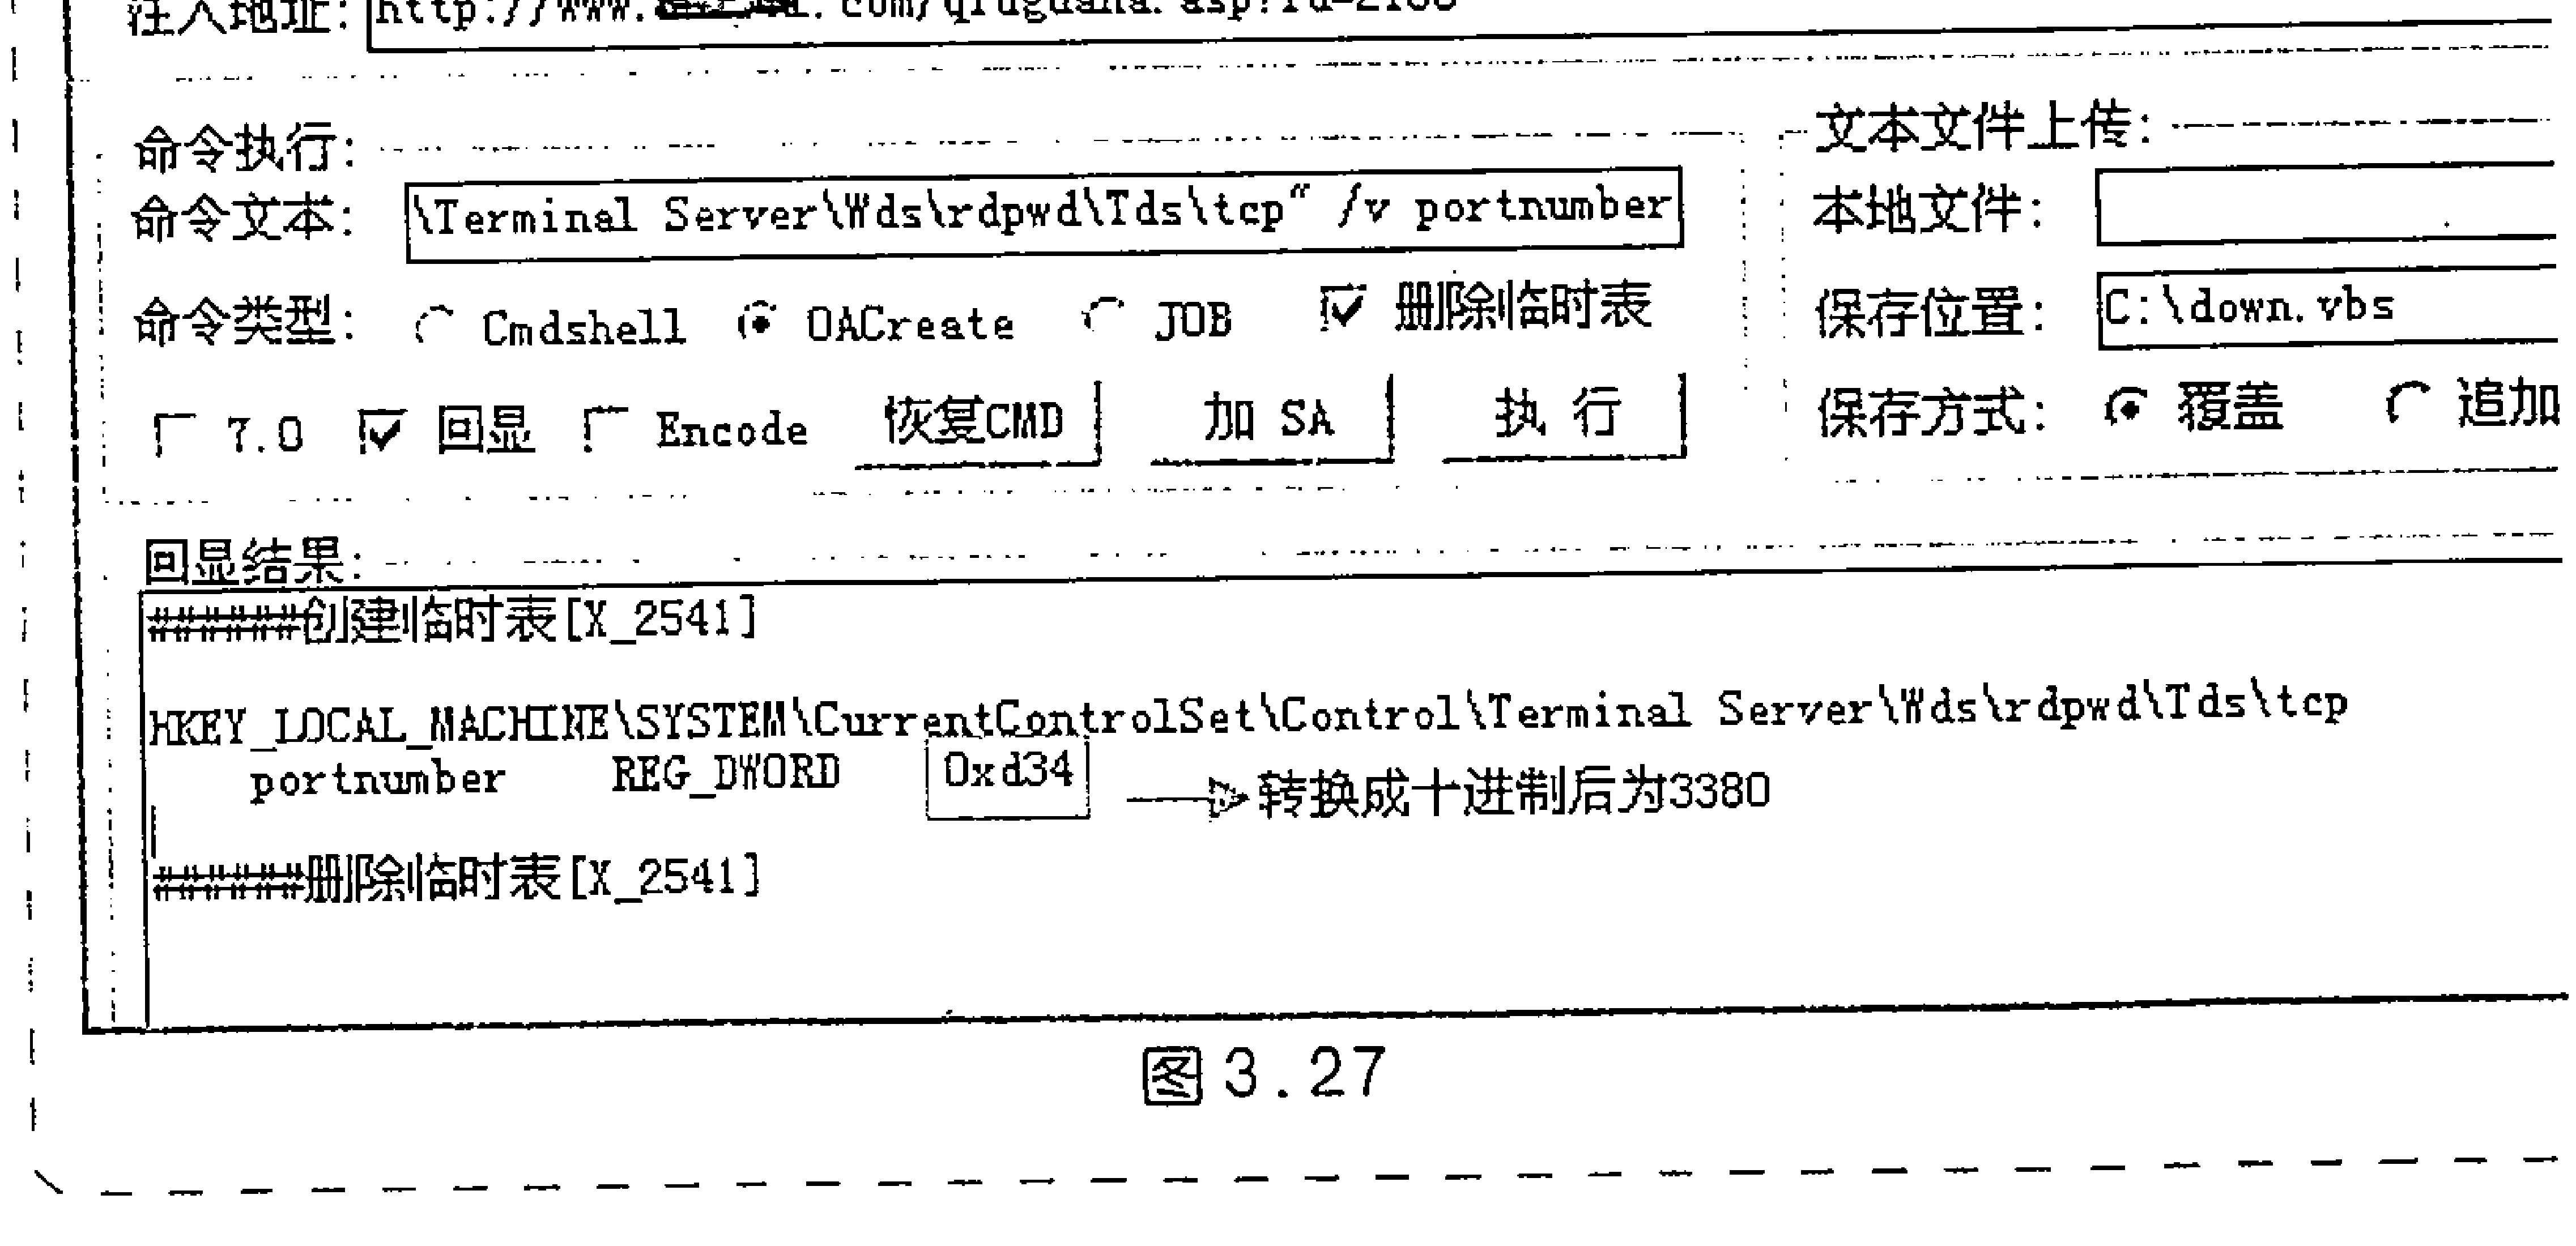 注入地址:
命令执行:
命令文本: \Terminal Server\Wds\rdpwd\Tds\tcp“ /v portnumber
命令类型: Cmdshell OACreate JOB 删除临时表
7.0 回显 Encode 恢复CMD 加 SA 执 行
文本文件上传:
本地文件:
保存位置: C:\down.vbs
保存方式: 覆盖 追加
回显结果:
######创建临时表[X_2541]
HKEY_LOCAL_MACHINE\SYSTEM\CurrentControlSet\Control\Terminal Server\Wds\rdpwd\Tds\tcp
portnumber REG_DWORD 0xd34 转换成十进制后为3380
######删除临时表[X_2541]
图3.27